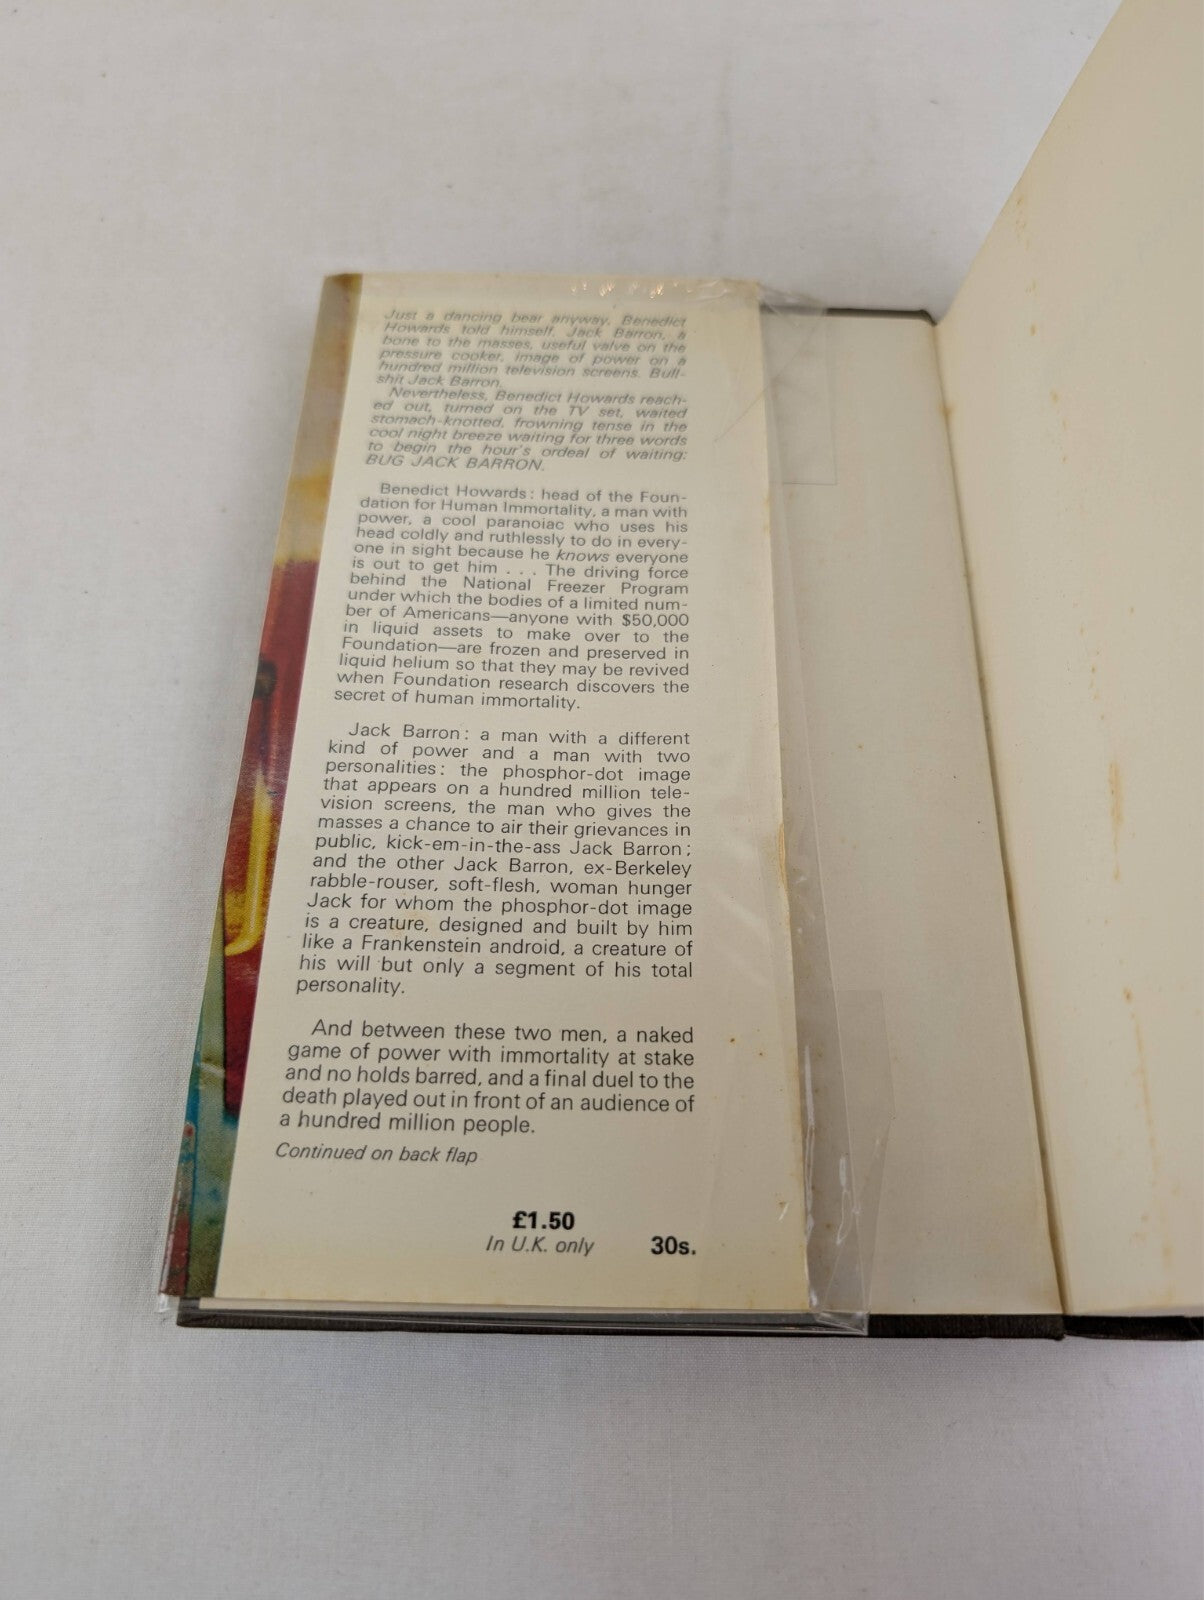 Just a dancing bear anyway, Benedict
Howards told himself, Jack Barron, a
bone to the masses, useful valve on the
pressure cooker, image of power on a
hundred million television screens. Bull-
shit Jack Barron.
Nevertheless, Benedict Howards reach-
ed out, turned on the TV set, waited
stomach-knotted, frowning tense in the
cool night breeze waiting for three words
to begin the hour's ordeal of waiting:
BUG JACK BARRON.
Benedict Howards: head of the Foun-
dation for Human Immortality, a man with
power, a cool paranoiac who uses his
head coldly and ruthlessly to do in every-
one in sight because he knows everyone
is out to get him . . . The driving force
behind the National Freezer Program
under which the bodies of a limited num-
ber of Americans—anyone with $50,000
in liquid assets to make over to the
Foundation—are frozen and preserved in
liquid helium so that they may be revived
when Foundation research discovers the
secret of human immortality.
Jack Barron: a man with a different
kind of power and a man with two
personalities: the phosphor-dot image
that appears on a hundred million tele-
vision screens, the man who gives the
masses a chance to air their grievances in
public, kick-em-in-the-ass Jack Barron;
and the other Jack Barron, ex-Berkeley
rabble-rouser, soft-flesh, woman hunger
Jack for whom the phosphor-dot image
is a creature, designed and built by him
like a Frankenstein android, a creature of
his will but only a segment of his total
personality.
And between these two men, a naked
game of power with immortality at stake
and no holds barred, and a final duel to the
death played out in front of an audience of
a hundred million people.
Continued on back flap
£1.50
In U.K. only 30s.